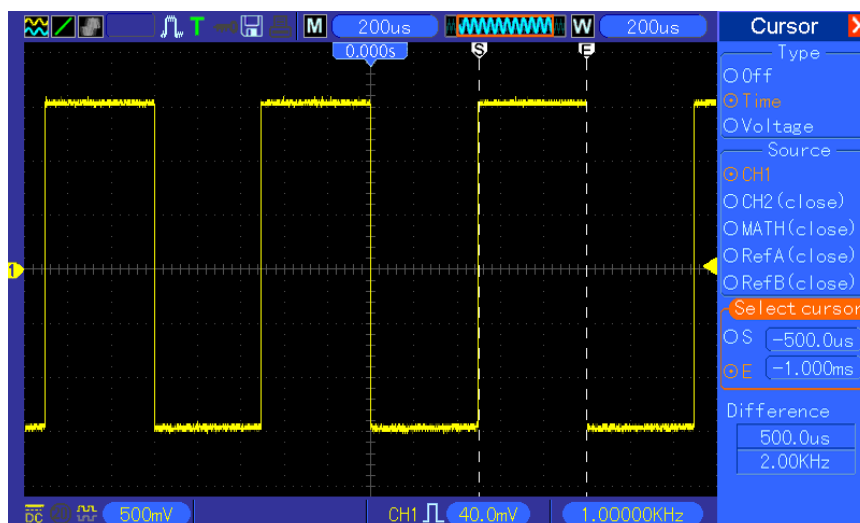 T M 200us W 200us Cursor X
0.000s
S E
Type
Off
Time
Voltage
Source
CH1
CH2(close)
MATH(close)
RefA(close)
RefB(close)
Select cursor
S -500.0us
E -1.000ms
Difference
500.0us
2.00KHz
1
DC 500mV CH1 40.0mV 1.00000KHz